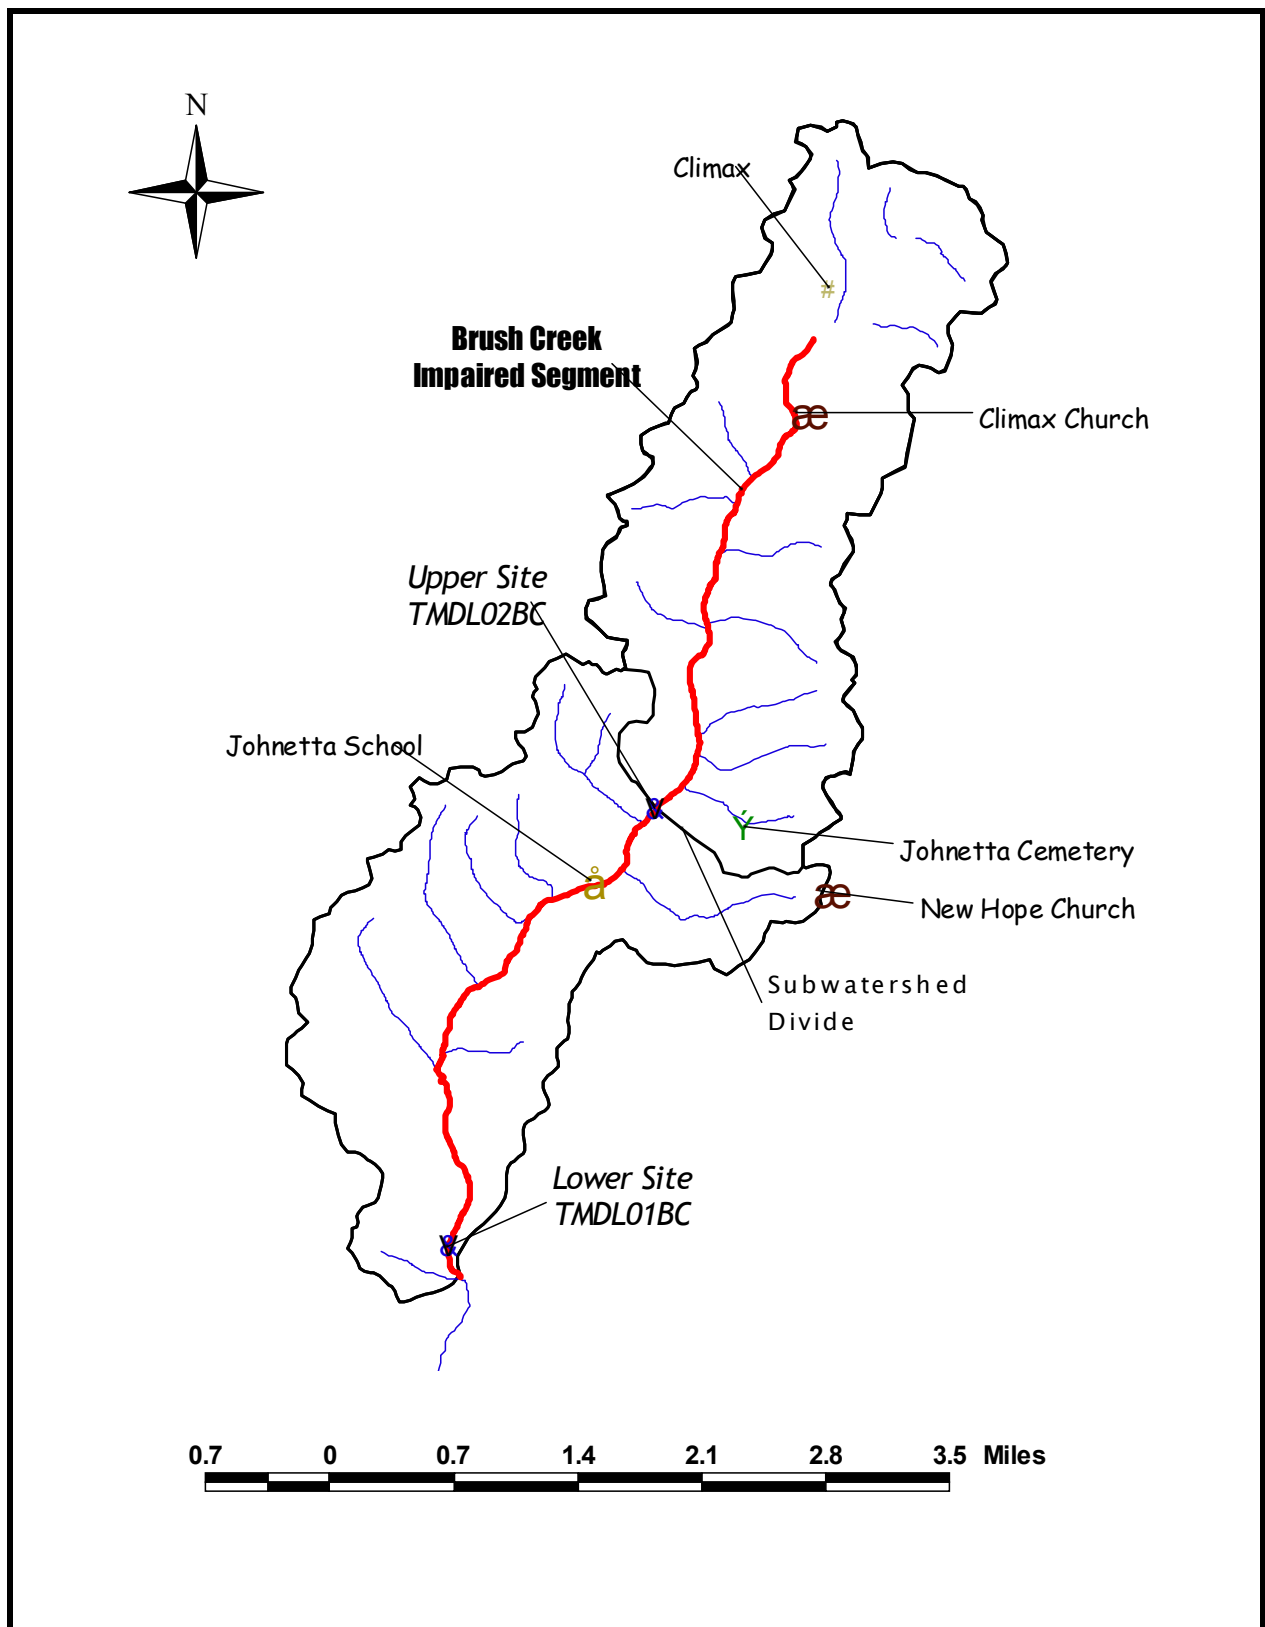 N
Climax
#
Brush Creek
Impaired Segment
æ
Climax Church
Upper Site
TMDL02BC
Johnetta School
&
Ý
Johnetta Cemetery
å
æ
New Hope Church
Subwatershed
Divide
Lower Site
TMDL01BC
&
0.7 0 0.7 1.4 2.1 2.8 3.5 Miles